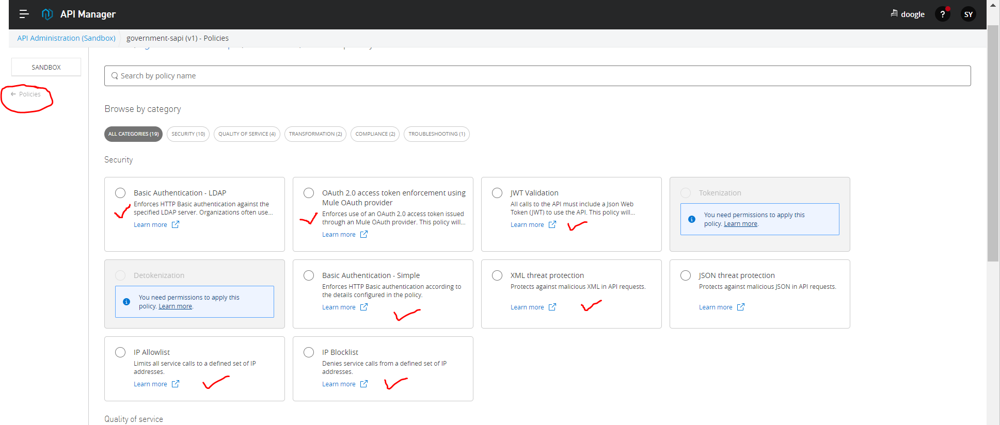 API Manager
doogle
?
SY
API Administration (Sandbox)
government-sapi (v1) - Policies
SANDBOX
Search by policy name
← Policies
Browse by category
ALL CATEGORIES (19)
SECURITY (10)
QUALITY OF SERVICE (4)
TRANSFORMATION (2)
COMPLIANCE (2)
TROUBLESHOOTING (1)
Security
Basic Authentication - LDAP
Enforces HTTP Basic authentication against the
specified LDAP server. Organizations often use...
Learn more
OAuth 2.0 access token enforcement using
Mule OAuth provider
Enforces use of an OAuth 2.0 access token issued
through an Mule OAuth provider. This policy will...
Learn more
JWT Validation
All calls to the API must include a Json Web
Token (JWT) to use the API. This policy will...
Learn more
Tokenization
You need permissions to apply this
policy. Learn more.
Detokenization
You need permissions to apply this
policy. Learn more.
Basic Authentication - Simple
Enforces HTTP Basic authentication according to
the details configured in the policy.
Learn more
XML threat protection
Protects against malicious XML in API requests.
Learn more
JSON threat protection
Protects against malicious JSON in API requests.
Learn more
IP Allowlist
Limits all service calls to a defined set of IP
addresses.
Learn more
IP Blocklist
Denies service calls from a defined set of IP
addresses.
Learn more
Quality of service